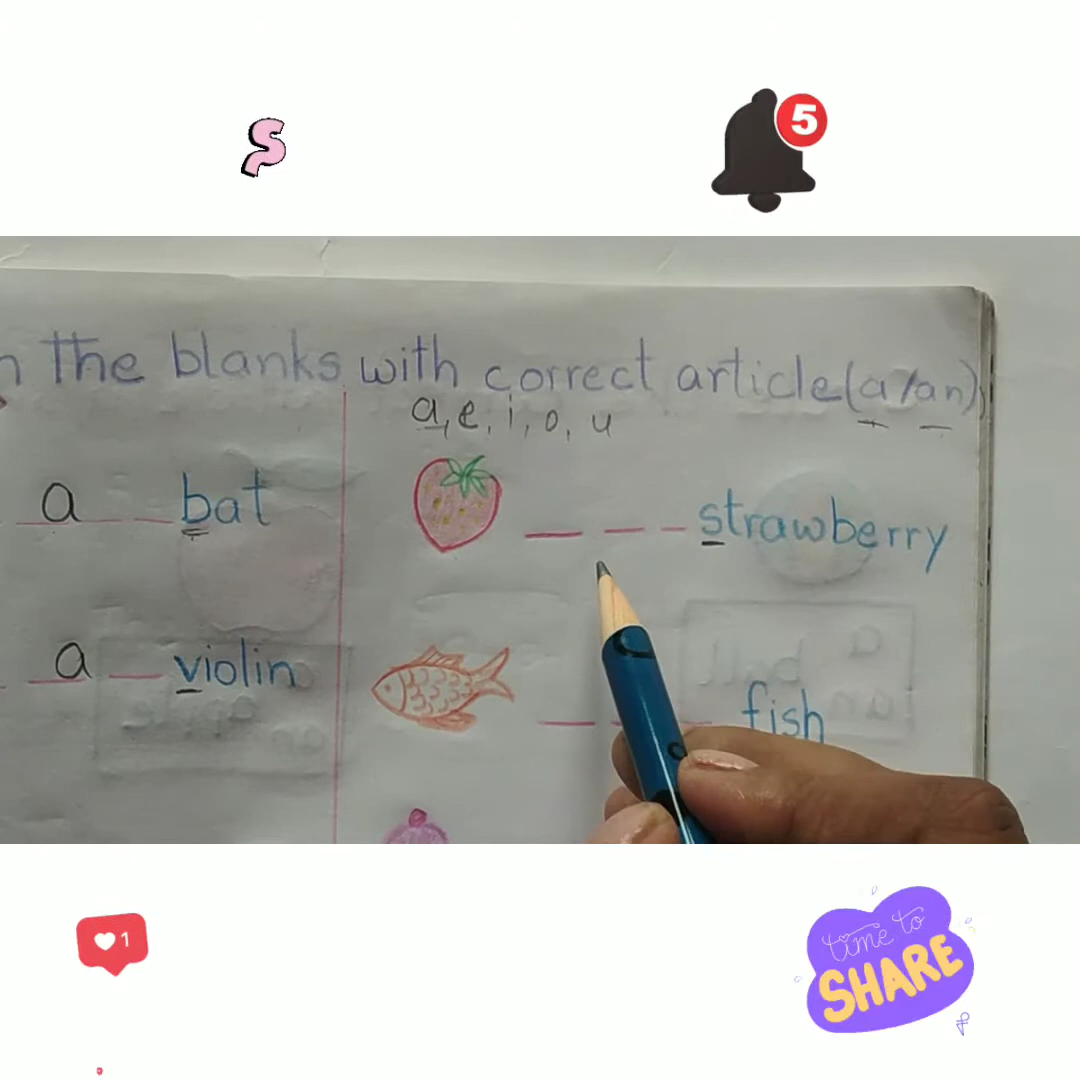 S
5
the blanks with correct article (a/an)
a, e, i, o, u
a bat
strawberry
a violin
fish
1
time to
SHARE